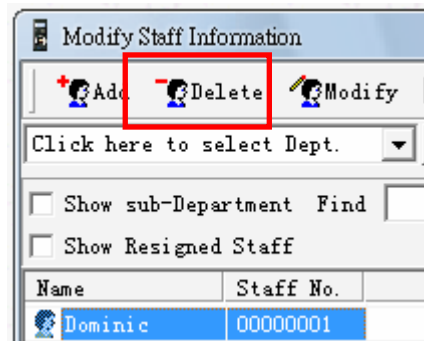 Modify Staff Information
Add Delete Modify
Click here to select Dept.
Show sub-Department Find
Show Resigned Staff
Name Staff No.
Dominic 00000001